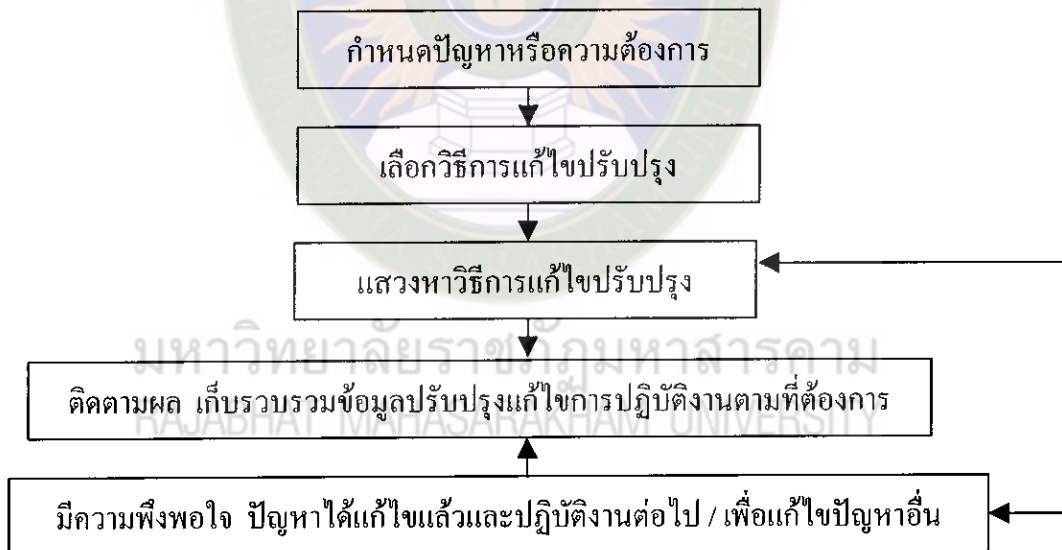 กำหนดปัญหาหรือความต้องการ
เลือกวิธีการแก้ไขปรับปรุง
แสวงหาวิธีการแก้ไขปรับปรุง
มหาวิทยาลัยราชภัฏมหาสารคาม
ติดตามผล เก็บรวบรวมข้อมูลปรับปรุงแก้ไขการปฏิบัติงานตามที่ต้องการ
RAJABHAT MAHASARAKHAM UNIVERSITY
มีความพึงพอใจ ปัญหาได้แก้ไขแล้วและปฏิบัติงานต่อไป / เพื่อแก้ไขปัญหาอื่น